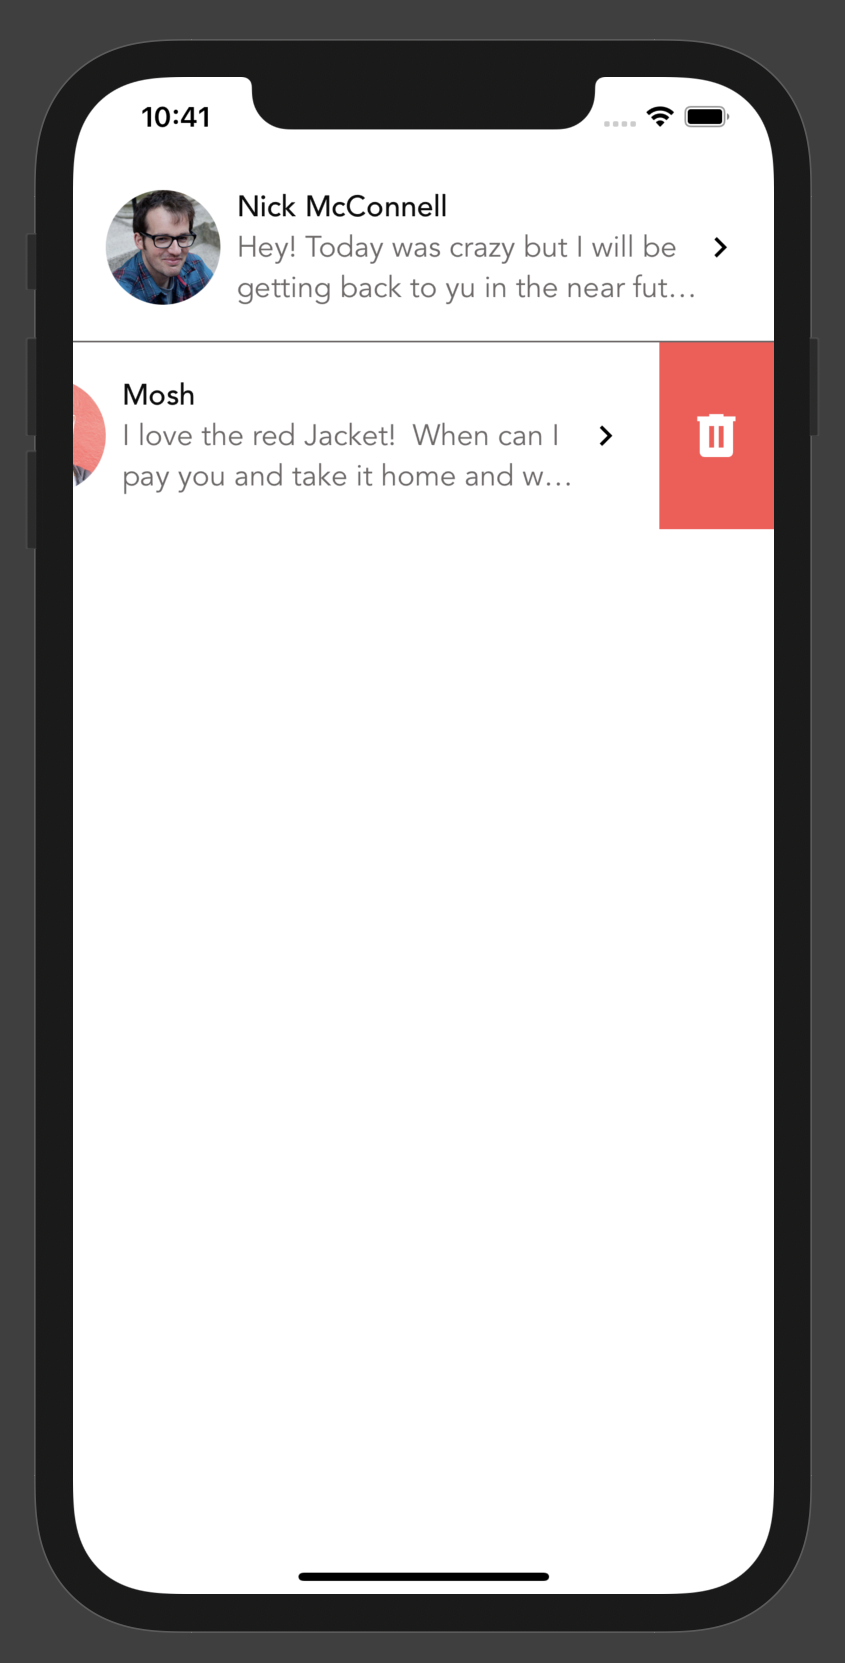 10:41
Nick McConnell
Hey! Today was crazy but I will be
getting back to yu in the near fut...
Mosh
I love the red Jacket!  When can I
pay you and take it home and w...